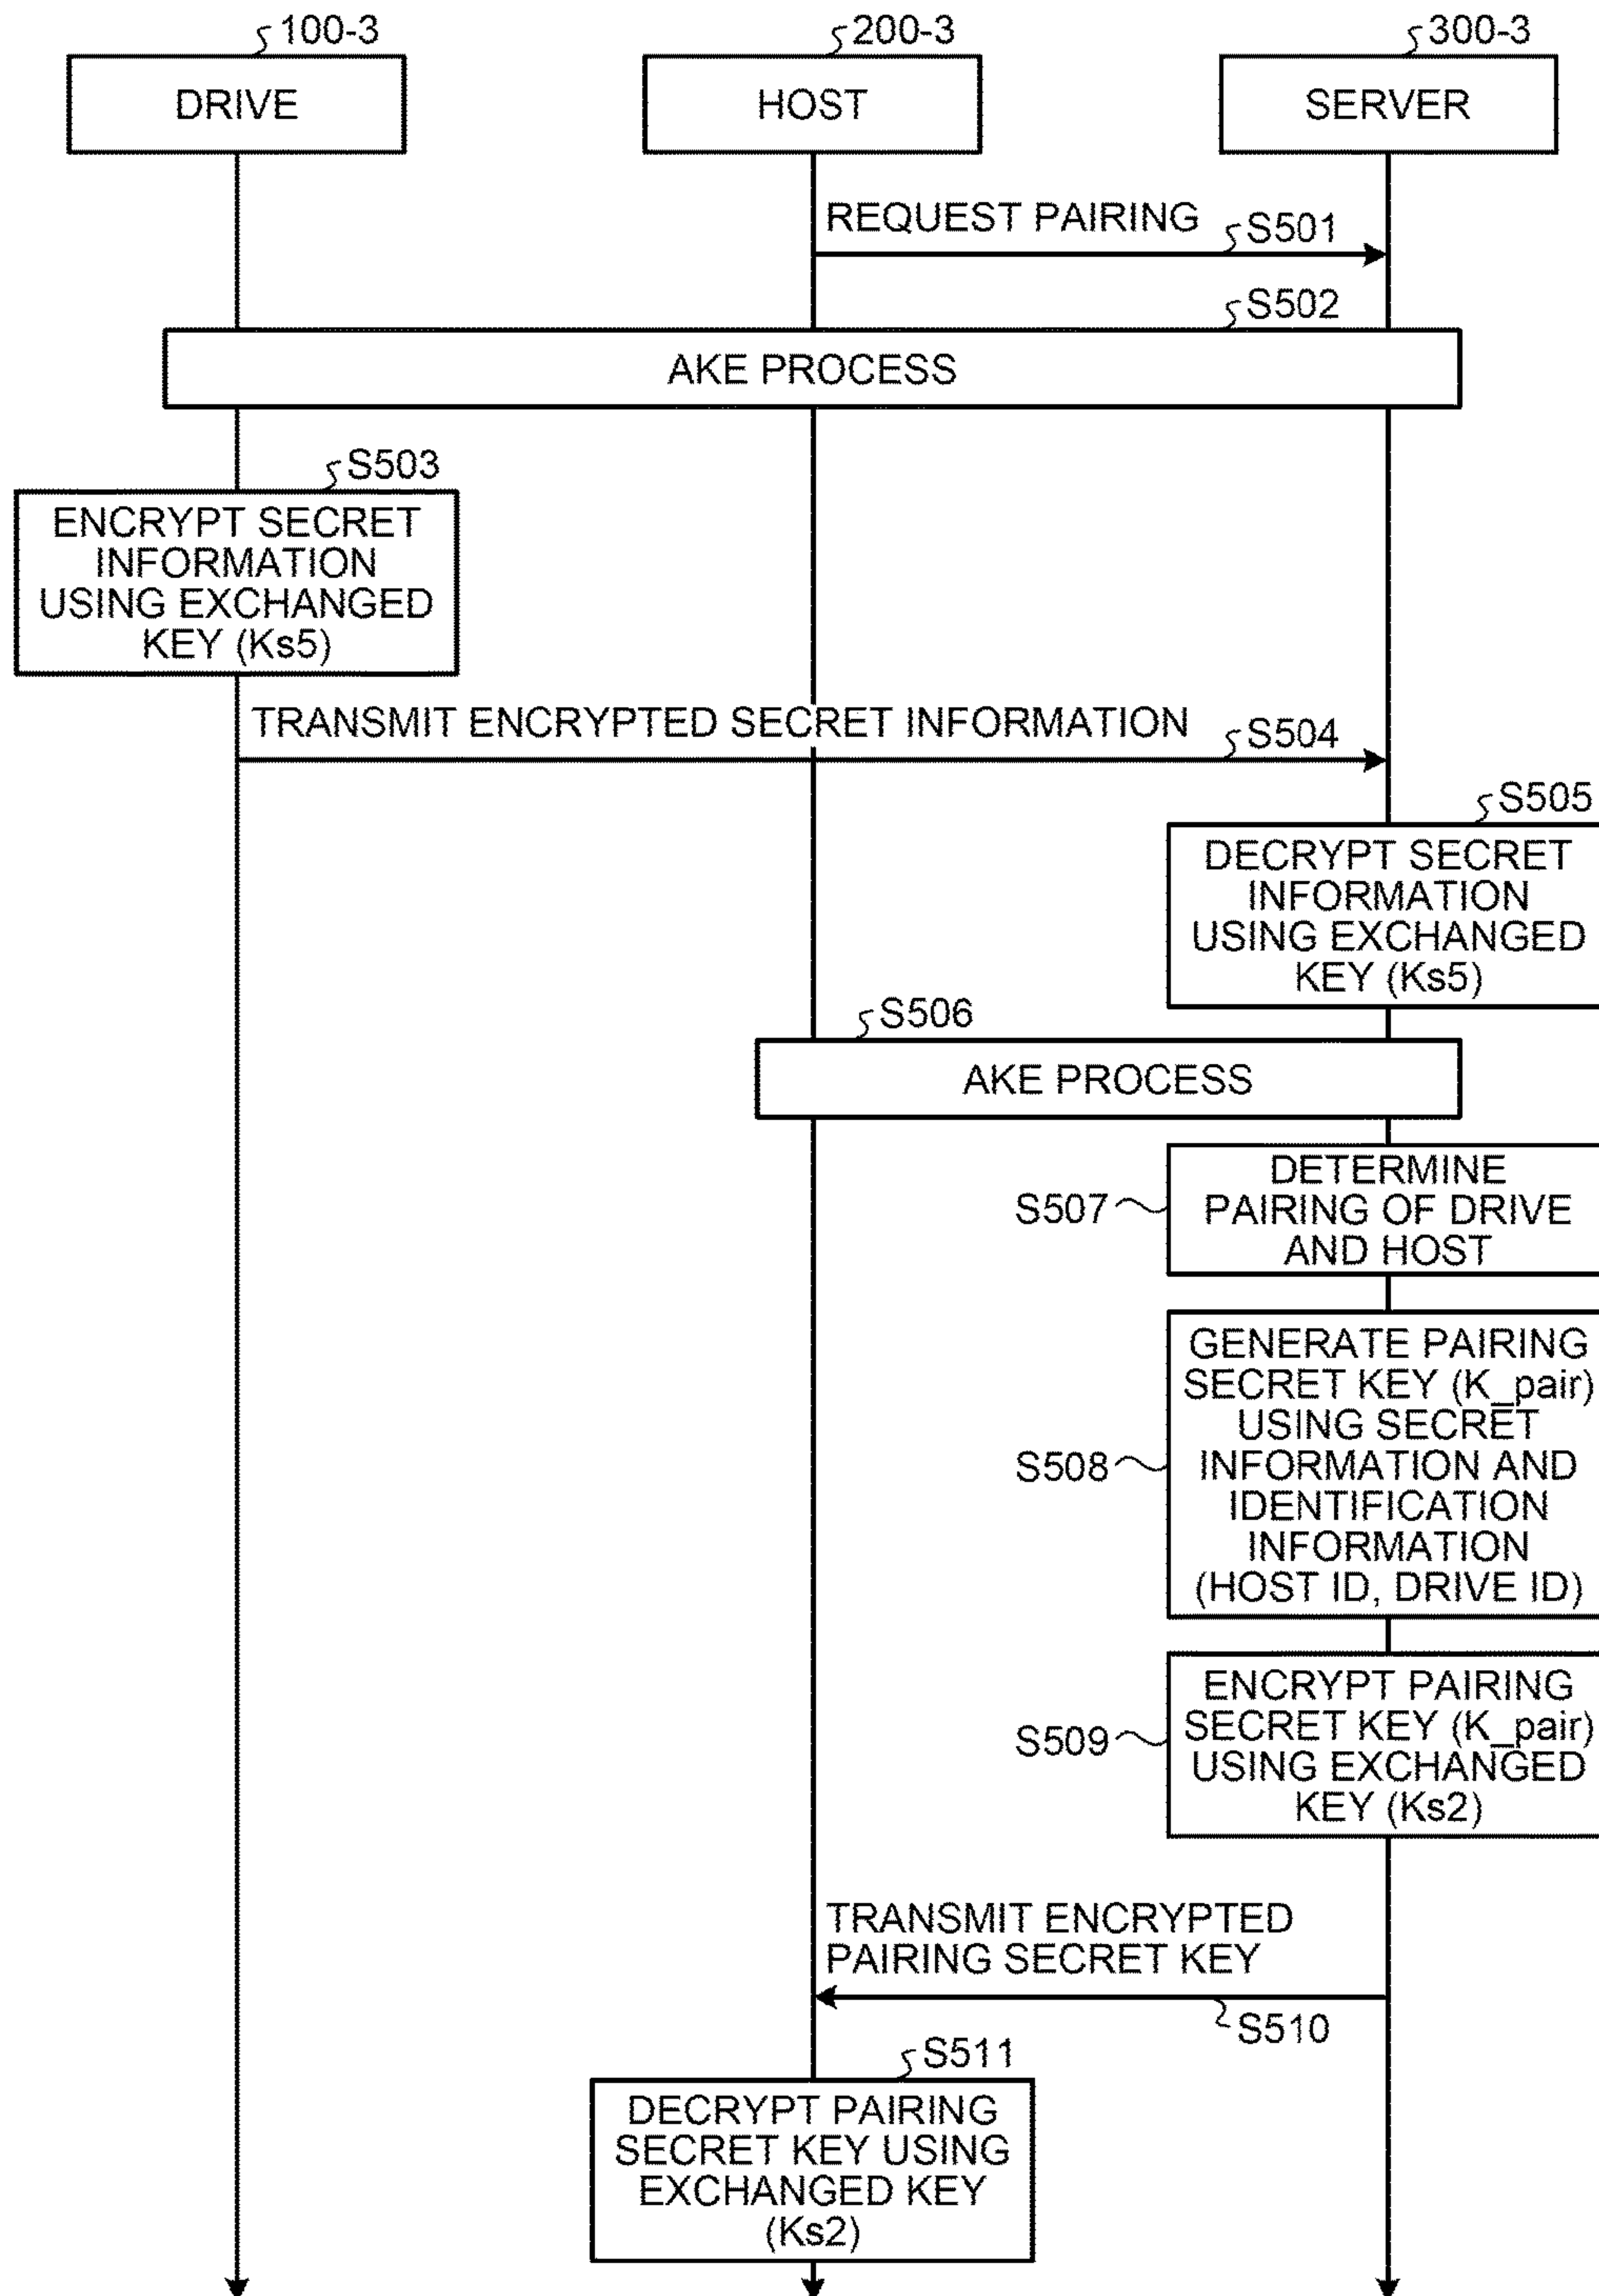 100-3
200-3
300-3
DRIVE
HOST
SERVER
REQUEST PAIRING
S501
S502
AKE PROCESS
S503
ENCRYPT SECRET
INFORMATION
USING EXCHANGED
KEY (Ks5)
TRANSMIT ENCRYPTED SECRET INFORMATION
S504
S505
DECRYPT SECRET
INFORMATION
USING EXCHANGED
KEY (Ks5)
S506
AKE PROCESS
S507
DETERMINE
PAIRING OF DRIVE
AND HOST
S508
GENERATE PAIRING
SECRET KEY (K_pair)
USING SECRET
INFORMATION AND
IDENTIFICATION
INFORMATION
(HOST ID, DRIVE ID)
S509
ENCRYPT PAIRING
SECRET KEY (K_pair)
USING EXCHANGED
KEY (Ks2)
TRANSMIT ENCRYPTED
PAIRING SECRET KEY
S510
S511
DECRYPT PAIRING
SECRET KEY USING
EXCHANGED KEY
(Ks2)